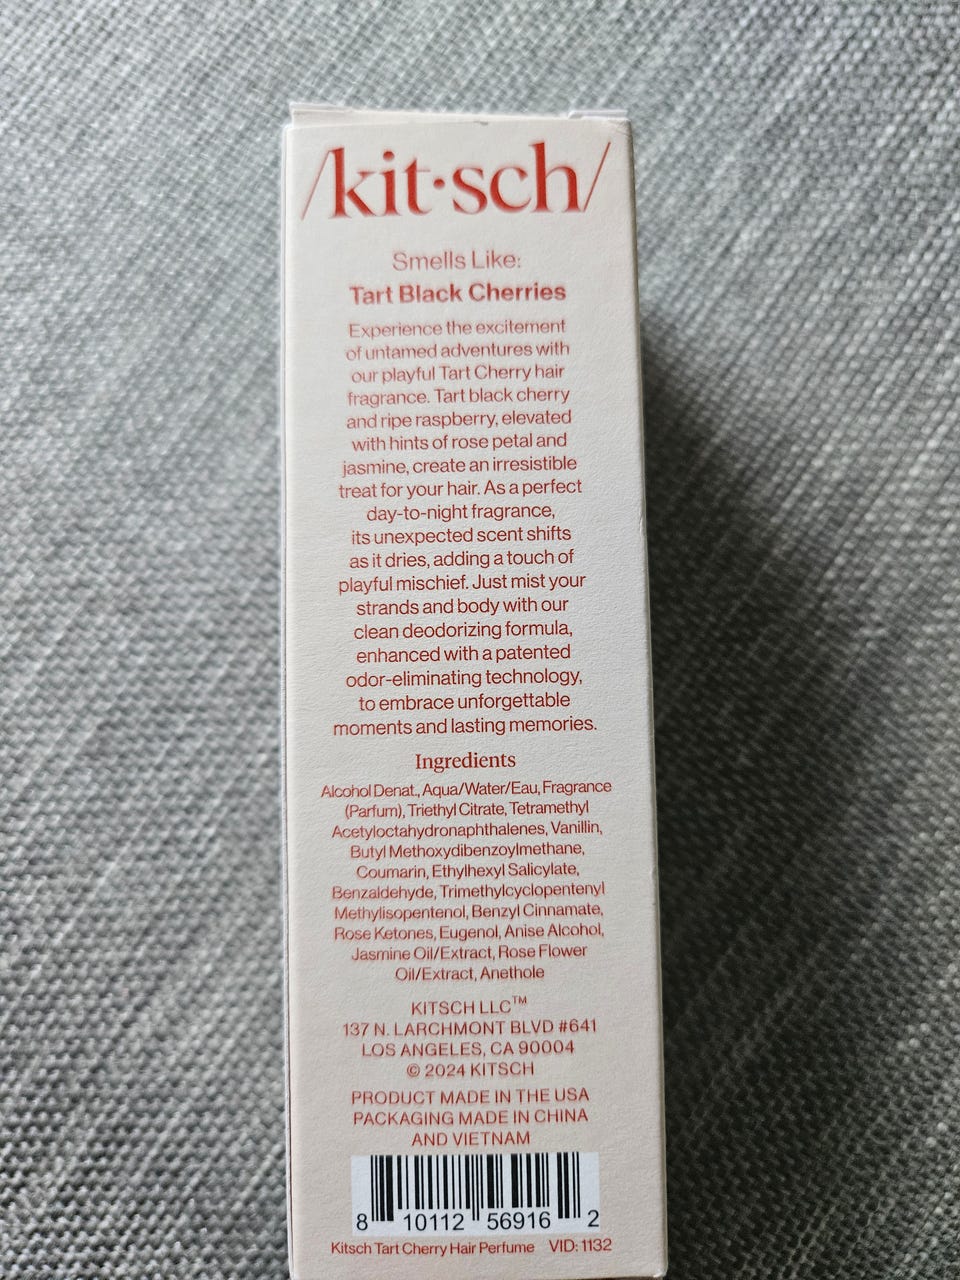 /kit·sch/
Smells Like:
Tart Black Cherries
Experience the excitement
of untamed adventures with
our playful Tart Cherry hair
fragrance. Tart black cherry
and ripe raspberry, elevated
with hints of rose petal and
jasmine, create an irresistible
treat for your hair. As a perfect
day-to-night fragrance,
its unexpected scent shifts
as it dries, adding a touch of
playful mischief. Just mist your
strands and body with our
clean deodorizing formula,
enhanced with a patented
odor-eliminating technology,
to embrace unforgettable
moments and lasting memories.
Ingredients
Alcohol Denat., Aqua/Water/Eau, Fragrance
(Parfum), Triethyl Citrate, Tetramethyl
Acetyloctahydronaphthalenes, Vanillin,
Butyl Methoxydibenzoylmethane,
Coumarin, Ethylhexyl Salicylate,
Benzaldehyde, Trimethylcyclopentenyl
Methylisopentenol, Benzyl Cinnamate,
Rose Ketones, Eugenol, Anise Alcohol,
Jasmine Oil/Extract, Rose Flower
Oil/Extract, Anethole
KITSCH LLC™
137 N. LARCHMONT BLVD #641
LOS ANGELES, CA 90004
© 2024 KITSCH
PRODUCT MADE IN THE USA
PACKAGING MADE IN CHINA
AND VIETNAM
8 10112 56916 2
Kitsch Tart Cherry Hair Perfume VID: 1132